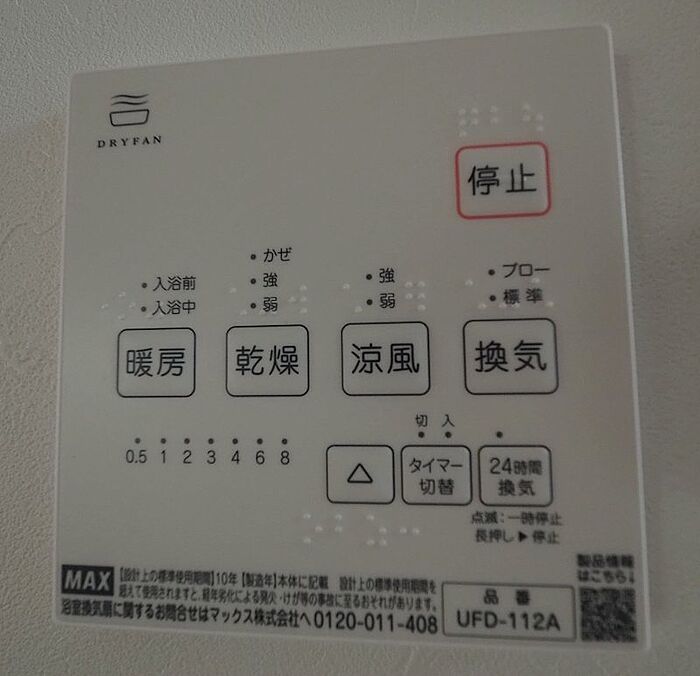 DRYFAN
停止
かぜ
入浴前 強 強 ブロー
入浴中 弱 弱 標準
暖房 乾燥 涼風 換気
切 入
0.5 1 2 3 4 6 8
△ タイマー切替 24時間換気
点滅:一時停止
長押し▶停止
製品情報
はこちら↓
MAX 【設計上の標準使用期間】10年 【製造年】本体に記載 設計上の標準使用期間を
超えて使用されますと、経年劣化による発火・けが等の事故に至るおそれがあります。
浴室換気扇に関するお問合せはマックス株式会社へ 0120-011-408
品番
UFD-112A